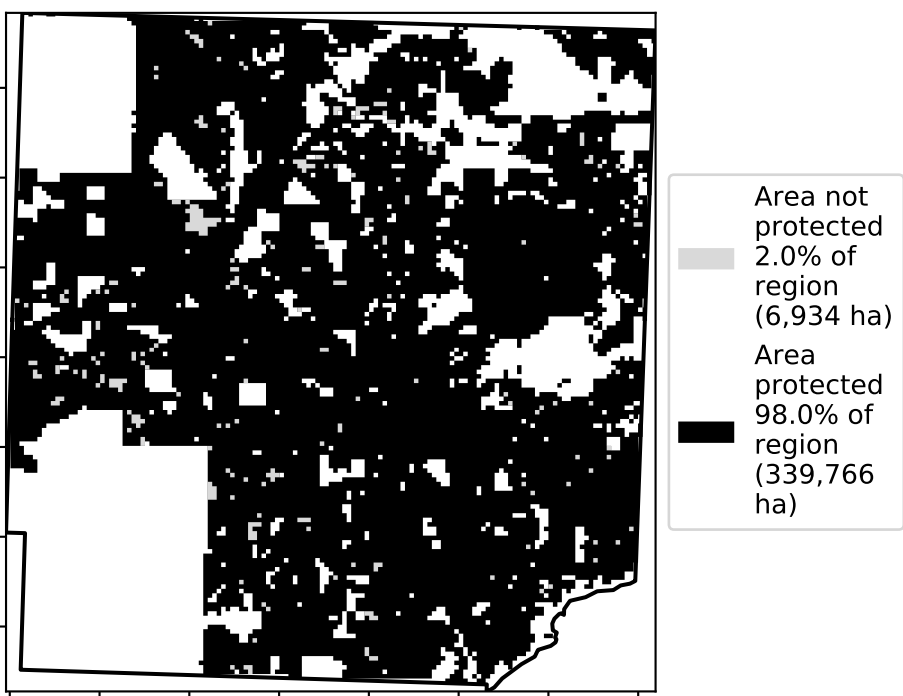 Area not
protected
2.0% of
region
(6,934 ha)
Area
protected
98.0% of
region
(339,766
ha)